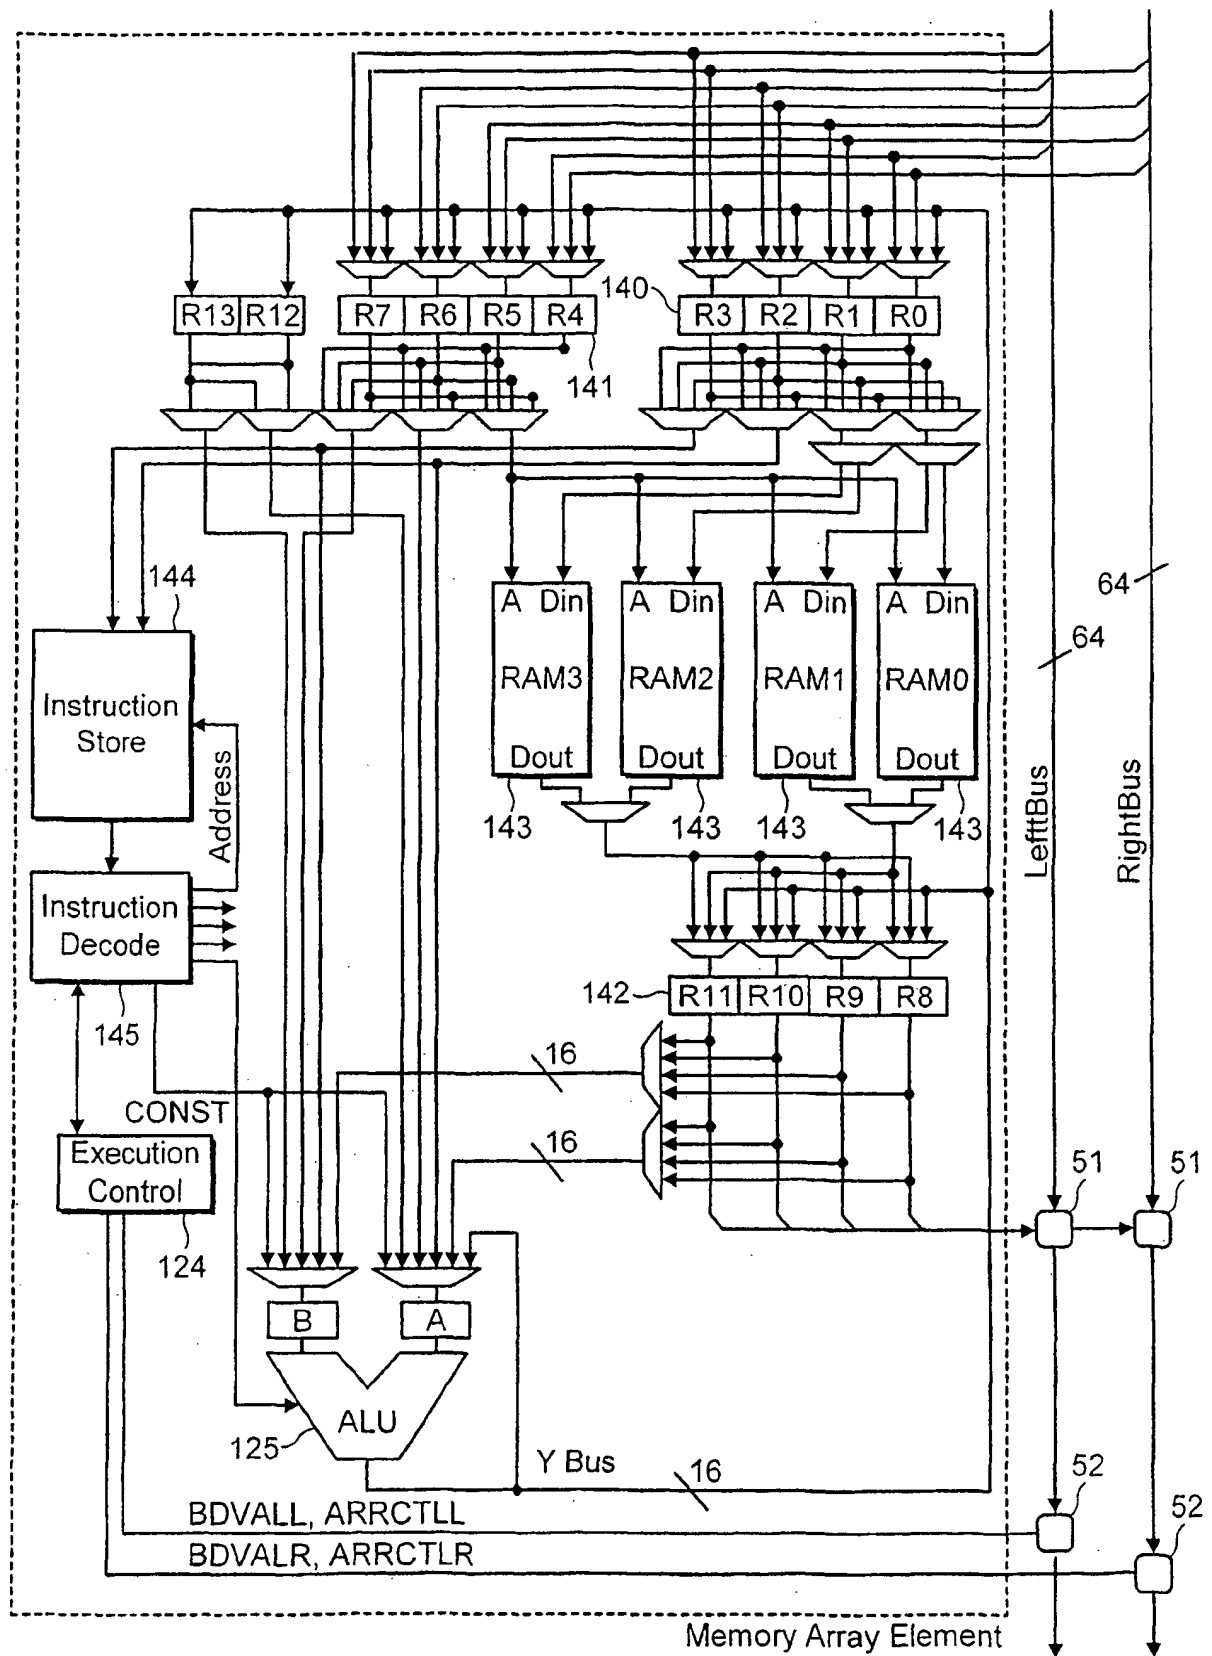 R13 R12 R7 R6 R5 R4 140 R3 R2 R1 R0
141
144
A Din A Din A Din A Din
64
64
Instruction
Store
RAM3 RAM2 RAM1 RAM0
Dout Dout Dout Dout
Address
143 143 143 143
LefttBus
RightBus
Instruction
Decode
145
142 R11 R10 R9 R8
16
CONST
16
Execution
Control
124
51 51
B A
ALU
125
Y Bus 16
52
52
BDVALL, ARRCTLL
BDVALR, ARRCTLR
Memory Array Element